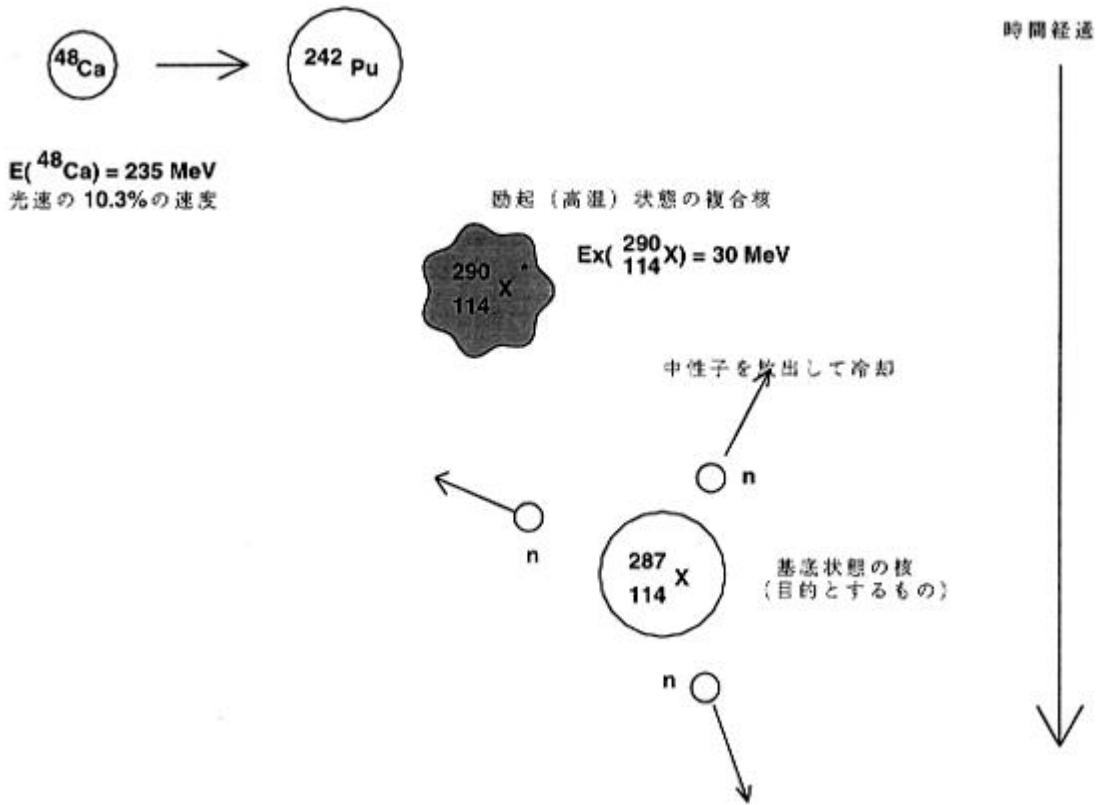 48Ca
242 Pu
時間経過
E(48Ca) = 235 MeV
光速の 10.3%の速度
励起(高温)状態の複合核
Ex(290 114X) = 30 MeV
290
114 X*
中性子を放出して冷却
n
n
287
114 X
基底状態の核
(目的とするもの)
n